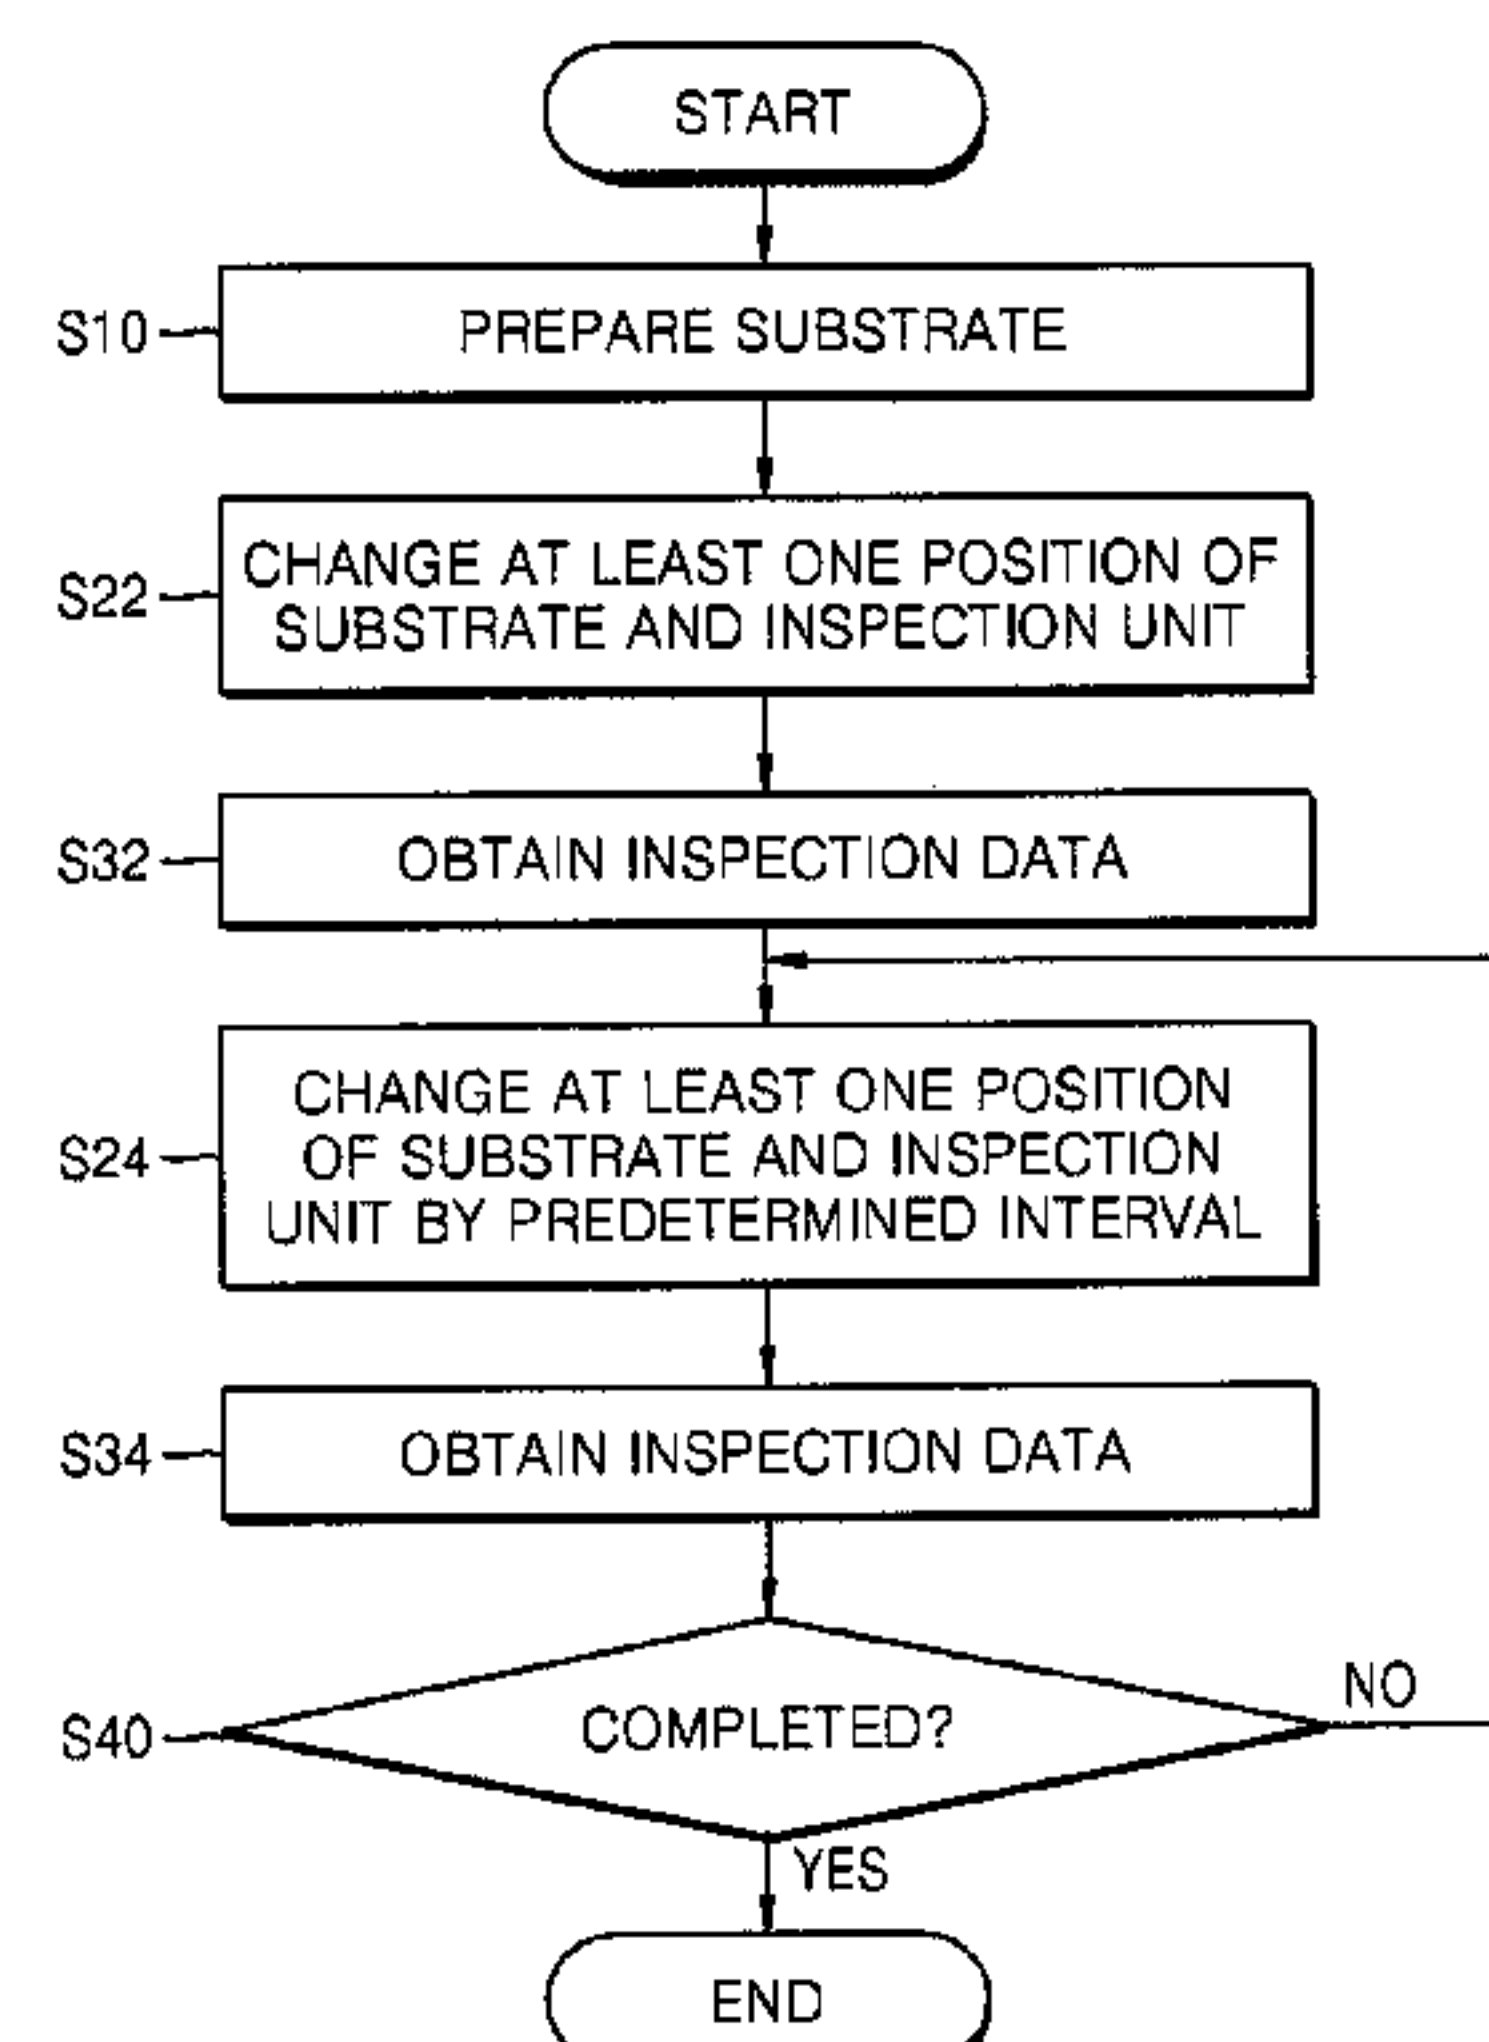 START
S10
PREPARE SUBSTRATE
S22
CHANGE AT LEAST ONE POSITION OF
SUBSTRATE AND INSPECTION UNIT
S32
OBTAIN INSPECTION DATA
S24
CHANGE AT LEAST ONE POSITION
OF SUBSTRATE AND INSPECTION
UNIT BY PREDETERMINED INTERVAL
S34
OBTAIN INSPECTION DATA
S40
COMPLETED?
NO
YES
END